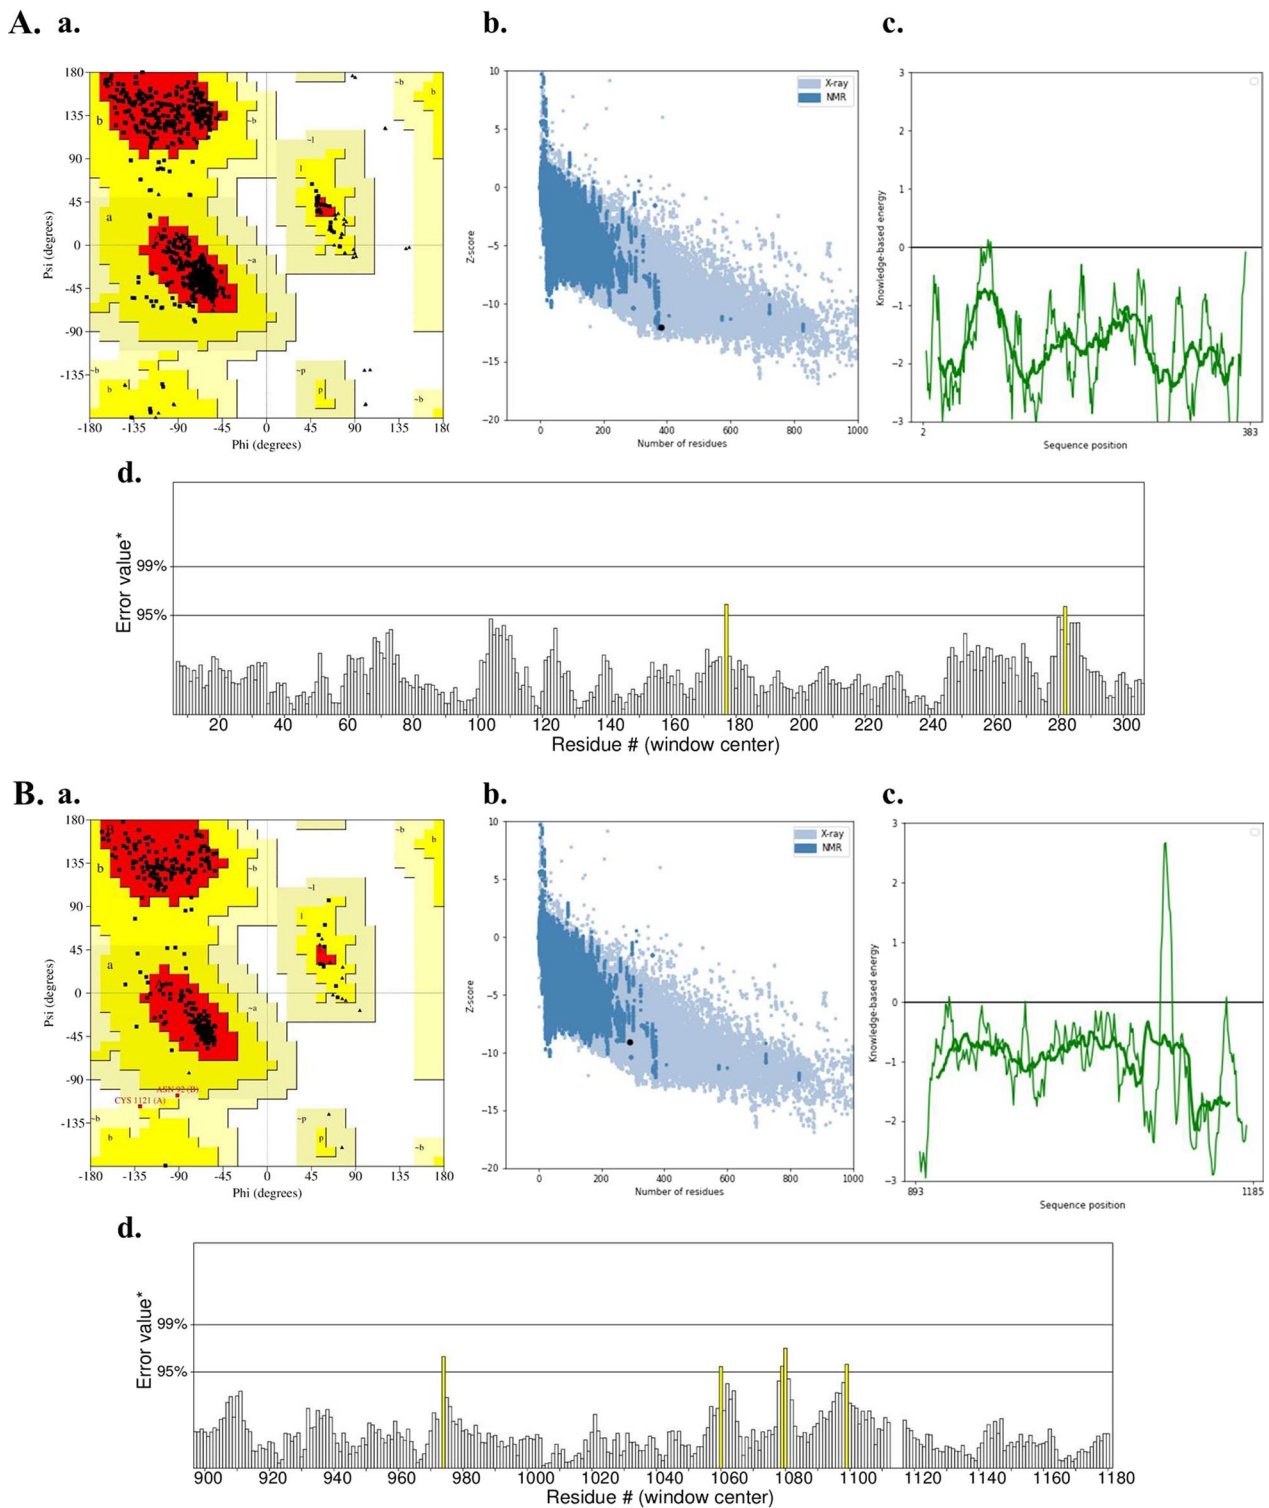 A. a.
b.
c.
180
135
90
45
0
-45
-90
-135
Psi (degrees)
b
~b
~b
b
~l
l
a
~a
~b
b
~p
p
~b
-180 -135 -90 -45 0 45 90 135 180
Phi (degrees)
X-ray
NMR
10
5
0
−5
−10
−15
−20
Z-score
0 200 400 600 800 1000
Number of residues
3
2
1
0
−1
−2
−3
Knowledge-based energy
2 383
Sequence position
d.
Error value*
99%
95%
20 40 60 80 100 120 140 160 180 200 220 240 260 280 300
Residue # (window center)
B. a.
b.
c.
180
135
90
45
0
-45
-90
-135
Psi (degrees)
B
b
~b
~b
b
~l
l
a
~a
ASN 92 (B)
CYS 1121 (A)
~b
b
~p
p
~b
-180 -135 -90 -45 0 45 90 135 180
Phi (degrees)
X-ray
NMR
10
5
0
−5
−10
−15
−20
Z-score
0 200 400 600 800 1000
Number of residues
3
2
1
0
−1
−2
−3
Knowledge-based energy
893 1185
Sequence position
d.
Error value*
99%
95%
900 920 940 960 980 1000 1020 1040 1060 1080 1100 1120 1140 1160 1180
Residue # (window center)